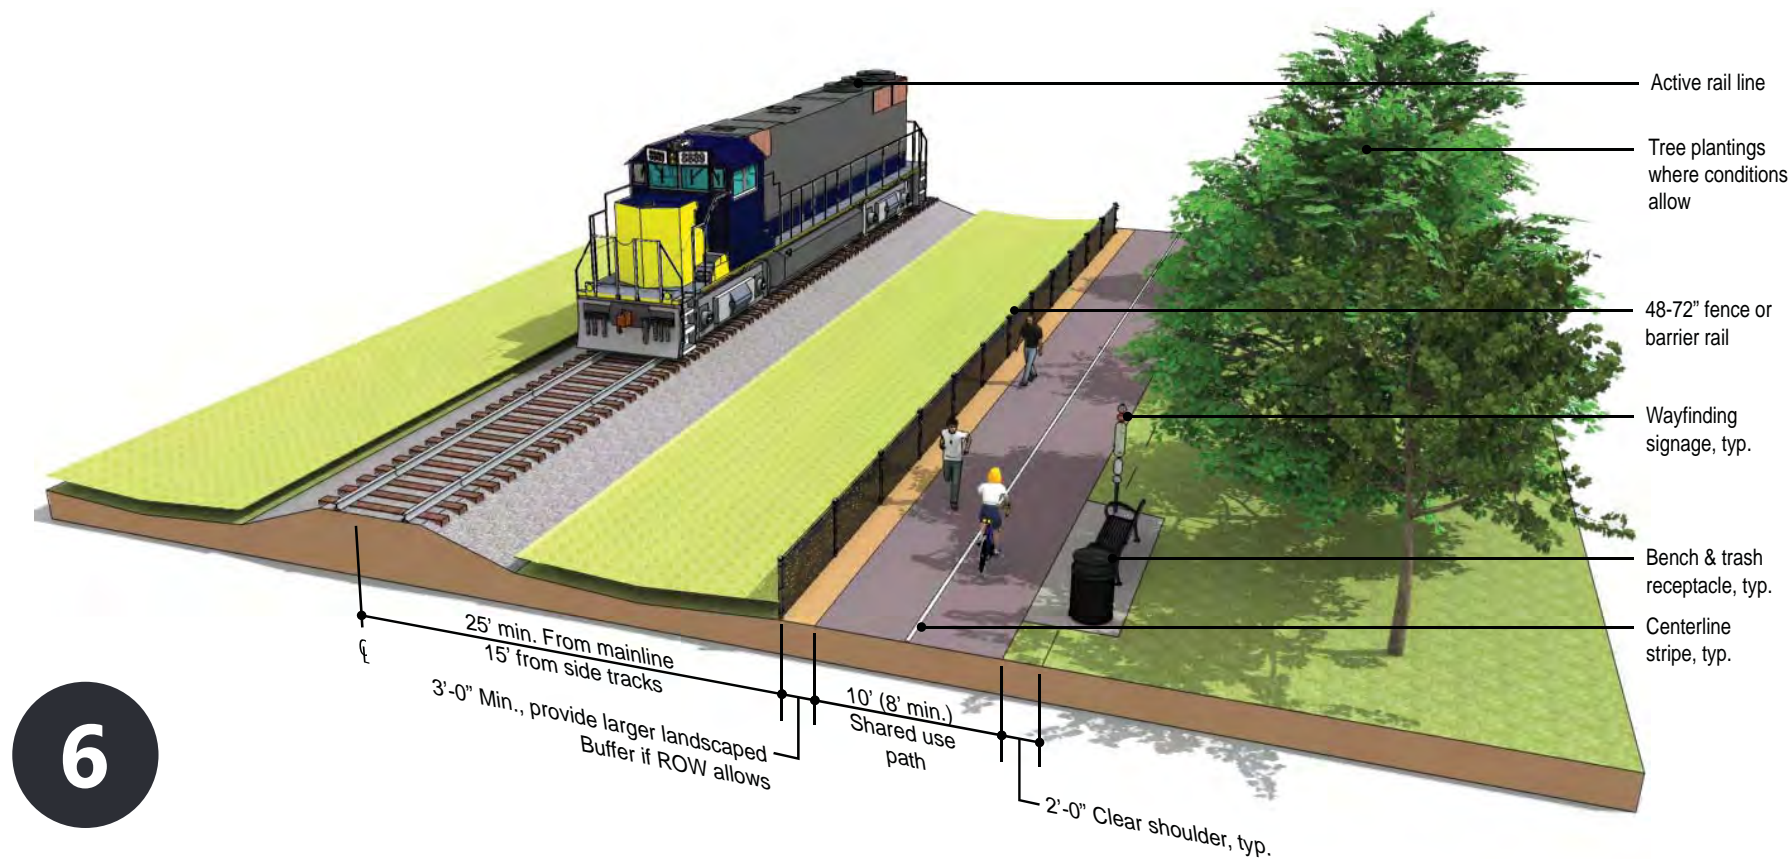 Active rail line
Tree plantings
where conditions
allow
48-72” fence or
barrier rail
Wayfinding
signage, typ.
Bench & trash
receptacle, typ.
Centerline
stripe, typ.
℄
25’ min. From mainline
15’ from side tracks
3’-0” Min., provide larger landscaped
Buffer if ROW allows
10’ (8’ min.)
Shared use
path
2’-0” Clear shoulder, typ.
6